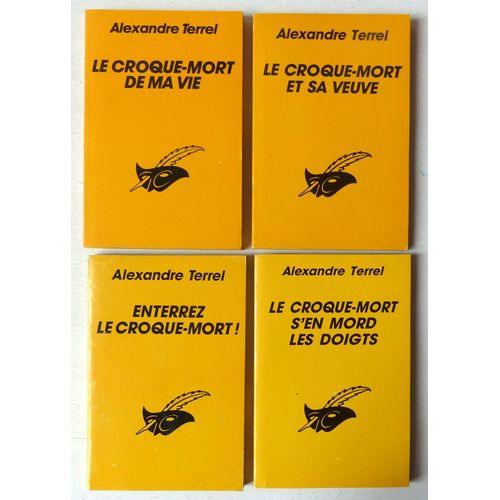 Alexandre Terrel
LE CROQUE-MORT
DE MA VIE
Alexandre Terrel
LE CROQUE-MORT
ET SA VEUVE
Alexandre Terrel
ENTERREZ
LE CROQUE-MORT !
Alexandre Terrel
LE CROQUE-MORT
S'EN MORD
LES DOIGTS